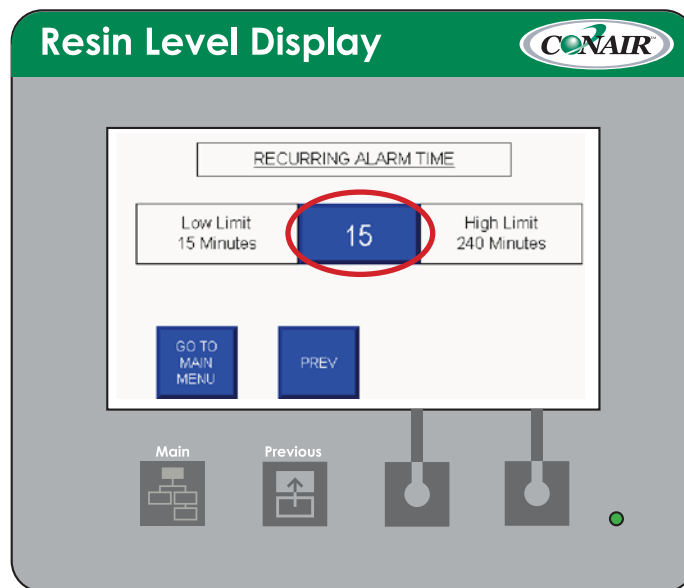 Resin Level Display
CONAIR
RECURRING ALARM TIME
Low Limit
15 Minutes
15
High Limit
240 Minutes
GO TO
MAIN
MENU
PREV
Main
Previous